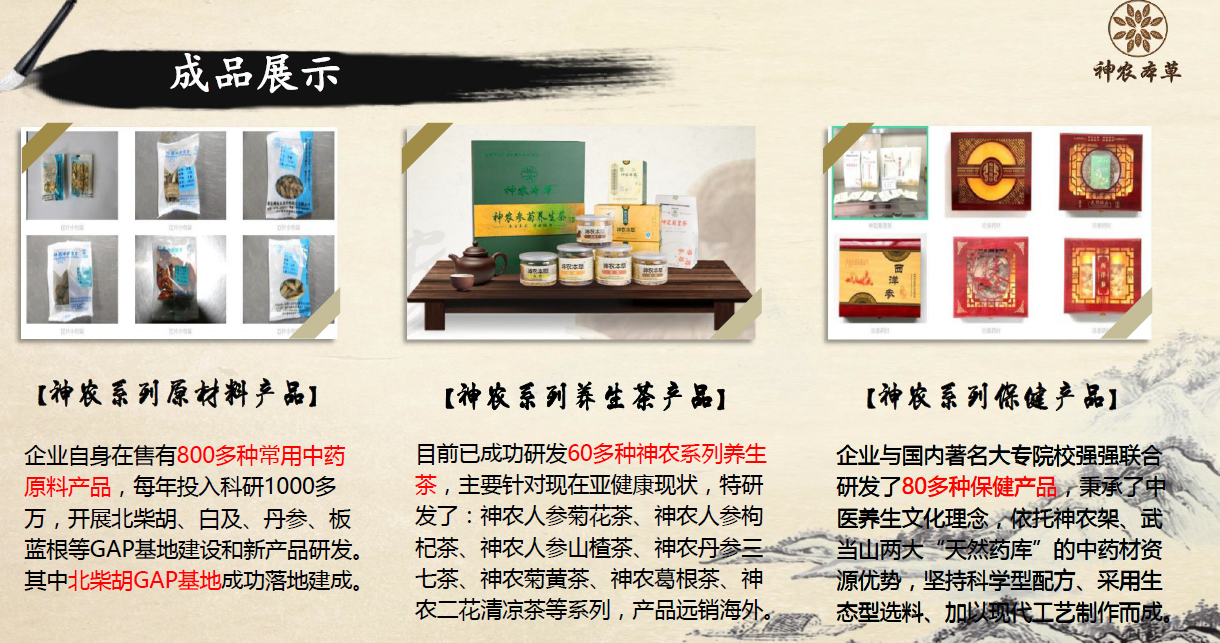 成品展示
神农本草
神农本草
神农参菊养生茶
神农本草
神农本草
神农本草
神农本草
西洋参
【神农系列原材料产品】
企业自身在售有800多种常用中药
原料产品，每年投入科研1000多
万，开展北柴胡、白及、丹参、板
蓝根等GAP基地建设和新产品研发。
其中北柴胡GAP基地成功落地建成。
【神农系列养生茶产品】
目前已成功研发60多种神农系列养生
茶，主要针对现在亚健康现状，特研
发了：神农人参菊花茶、神农人参枸
杞茶、神农人参山楂茶、神农丹参三
七茶、神农菊黄茶、神农葛根茶、神
农二花清凉茶等系列，产品远销海外。
【神农系列保健产品】
企业与国内著名大专院校强强联合
研发了80多种保健产品，秉承了中
医养生文化理念，依托神农架、武
当山两大“天然药库”的中药材资
源优势，坚持科学型配方、采用生
态型选料、加以现代工艺制作而成。